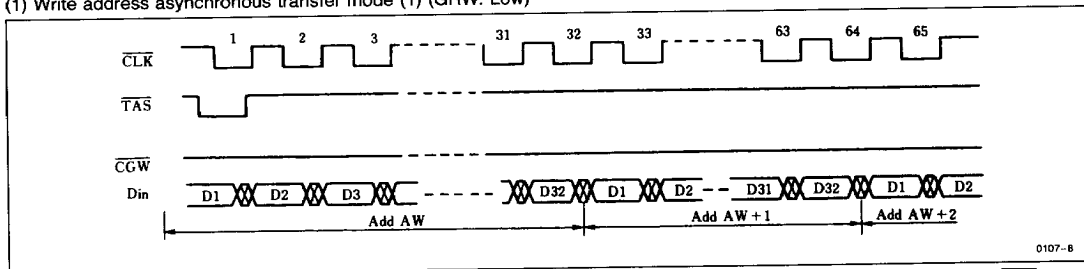 (1) Write address asynchronous transfer mode (1) (GHW: Low)
CLK 1 2 3 31 32 33 63 64 65
TAS
CGW
Din D1 D2 D3 D32 D1 D2 D31 D32 D1 D2
Add AW Add AW+1 Add AW+2
0107-8